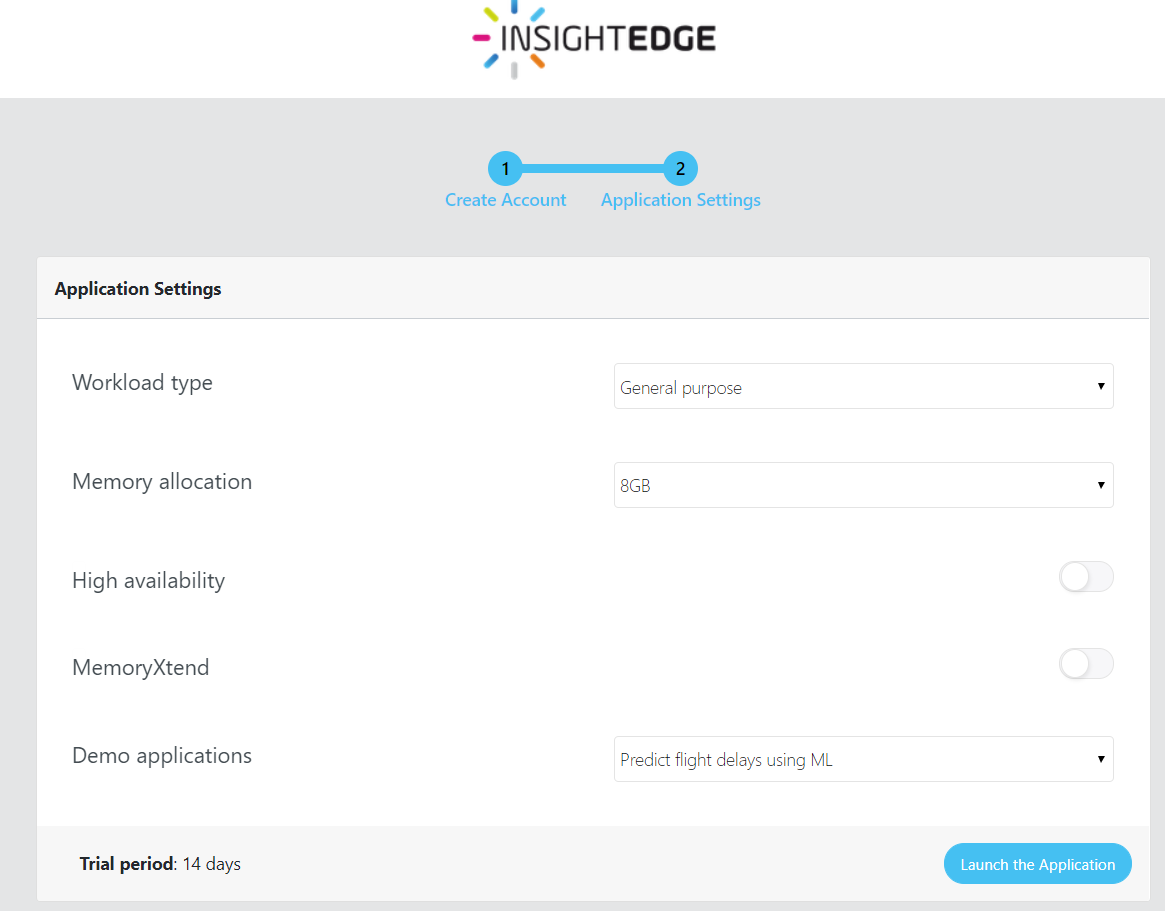 INSIGHTEDGE
1 2
Create Account Application Settings
Application Settings
Workload type General purpose
Memory allocation 8GB
High availability
MemoryXtend
Demo applications Predict flight delays using ML
Trial period: 14 days Launch the Application